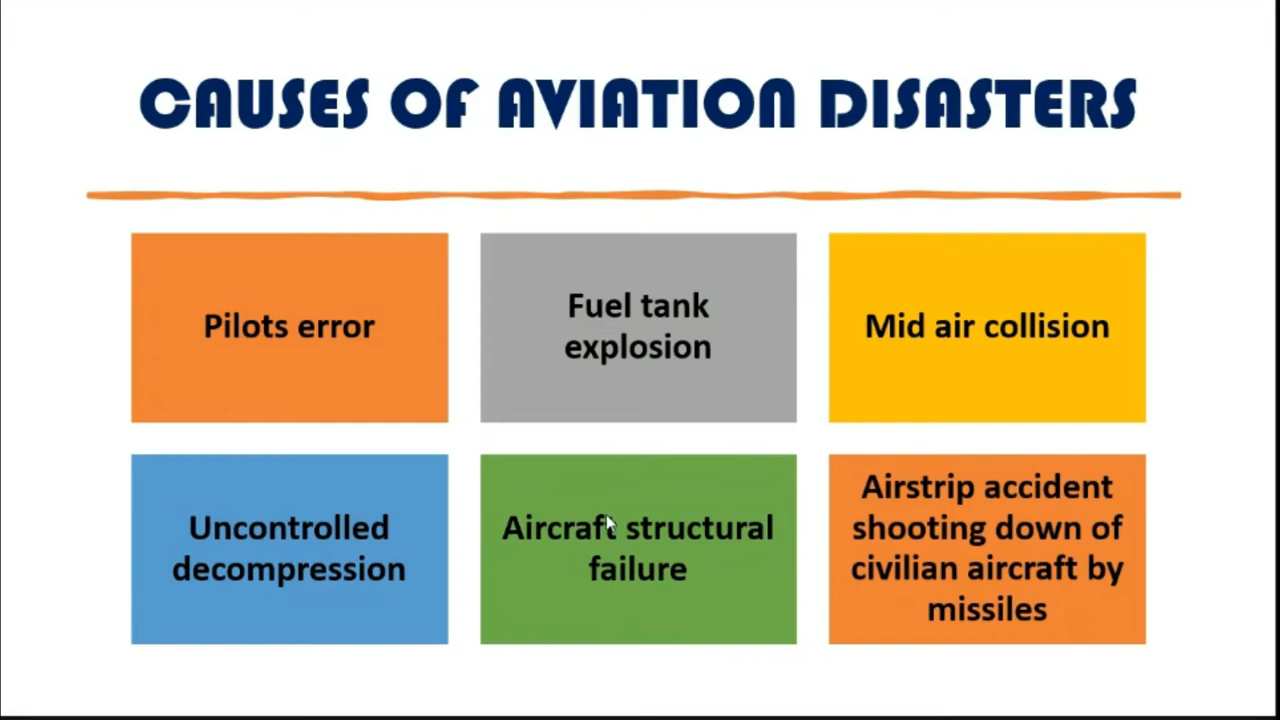 CAUSES OF AVIATION DISASTERS
Pilots error
Fuel tank
explosion
Mid air collision
Uncontrolled
decompression
Aircraft structural
failure
Airstrip accident
shooting down of
civilian aircraft by
missiles